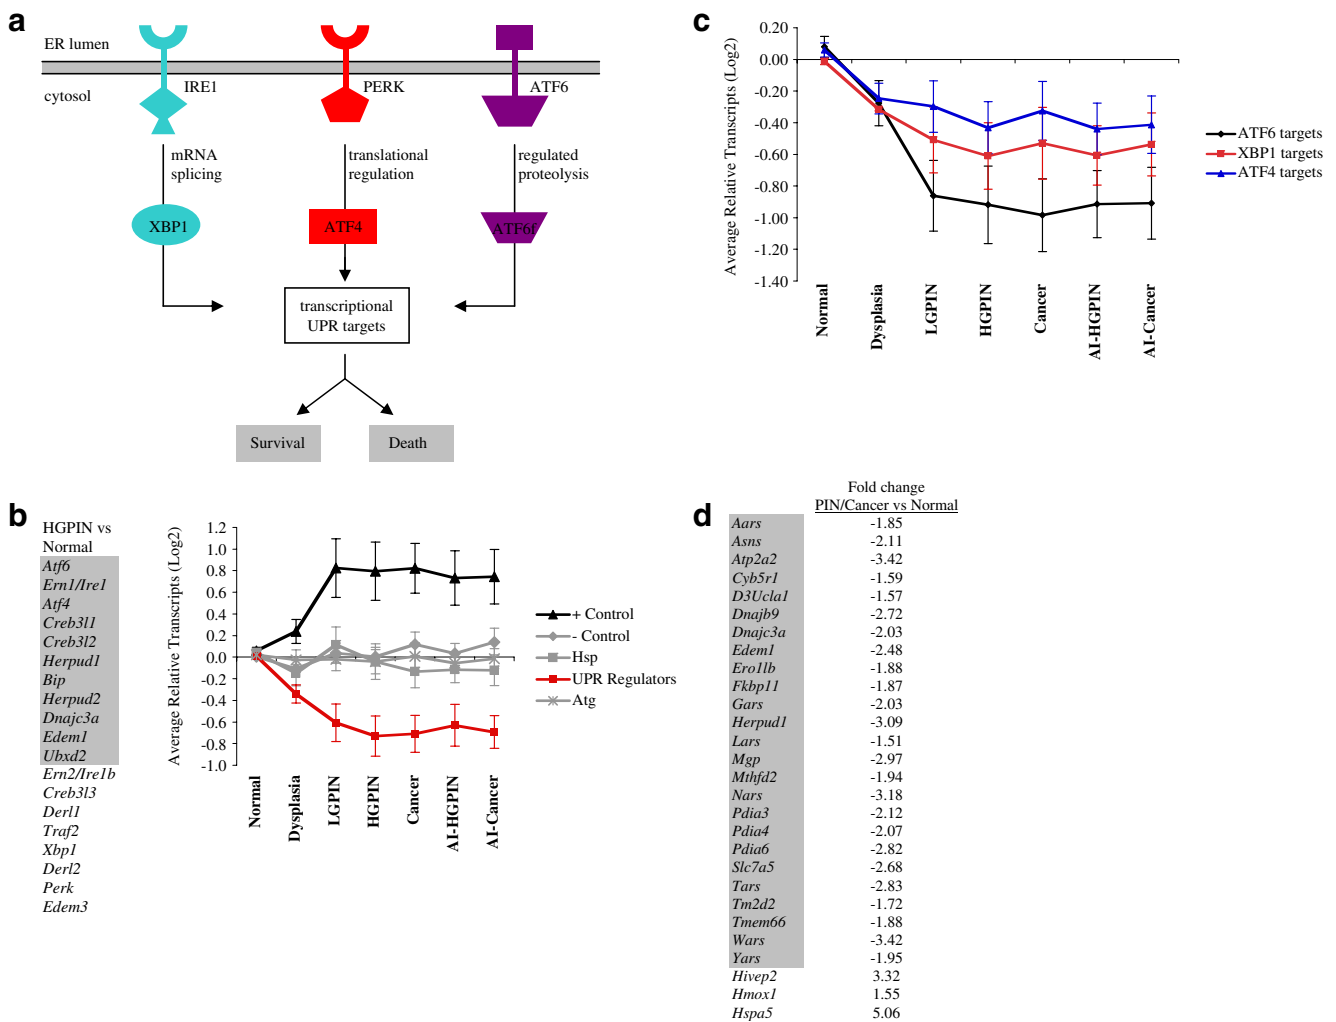 a
ER lumen
cytosol
IRE1
PERK
ATF6
mRNA
splicing
translational
regulation
regulated
proteolysis
XBP1
ATF4
ATF6f
transcriptional
UPR targets
Survival
Death
b
HGPIN vs
Normal
Atf6
Ern1/Ire1
Atf4
Creb3l1
Creb3l2
Herpud1
Bip
Herpud2
Dnajc3a
Edem1
Ubxd2
Ern2/Ire1b
Creb3l3
Derl1
Traf2
Xbp1
Derl2
Perk
Edem3
Average Relative Transcripts (Log2)
1.2
1.0
0.8
0.6
0.4
0.2
0.0
-0.2
-0.4
-0.6
-0.8
-1.0
Normal
Dysplasia
LGPIN
HGPIN
Cancer
AI-HGPIN
AI-Cancer
+ Control
- Control
Hsp
UPR Regulators
Atg
c
Average Relative Transcripts (Log2)
0.20
0.00
-0.20
-0.40
-0.60
-0.80
-1.00
-1.20
-1.40
Normal
Dysplasia
LGPIN
HGPIN
Cancer
AI-HGPIN
AI-Cancer
ATF6 targets
XBP1 targets
ATF4 targets
d
Fold change
PIN/Cancer vs Normal
Aars -1.85
Asns -2.11
Atp2a2 -3.42
Cyb5r1 -1.59
D3Ucla1 -1.57
Dnajb9 -2.72
Dnajc3a -2.03
Edem1 -2.48
Ero1lb -1.88
Fkbp11 -1.87
Gars -2.03
Herpud1 -3.09
Lars -1.51
Mgp -2.97
Mthfd2 -1.94
Nars -3.18
Pdia3 -2.12
Pdia4 -2.07
Pdia6 -2.82
Slc7a5 -2.68
Tars -2.83
Tm2d2 -1.72
Tmem66 -1.88
Wars -3.42
Yars -1.95
Hivep2 3.32
Hmox1 1.55
Hspa5 5.06